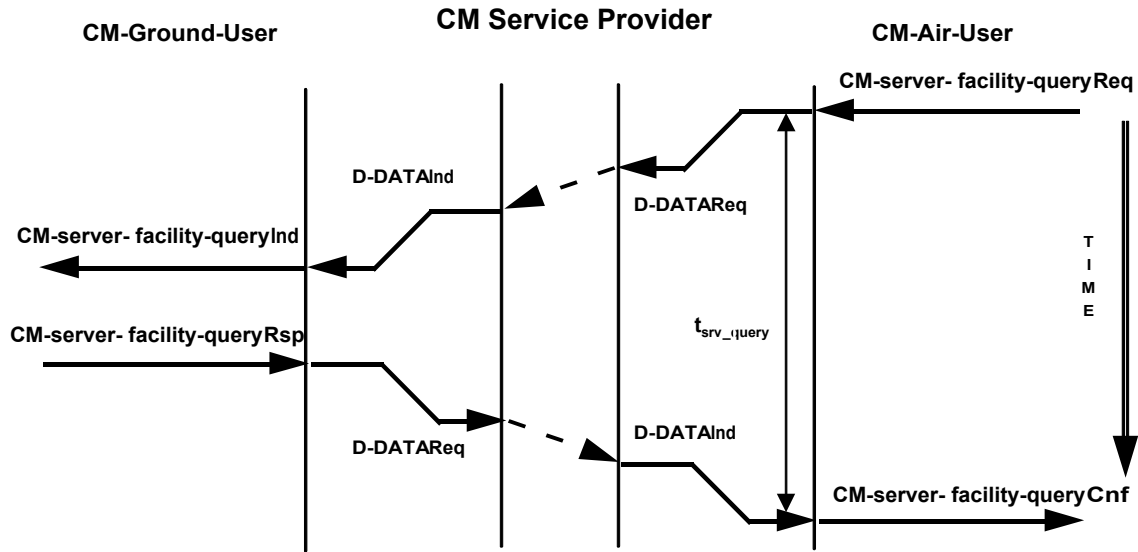 CM Service Provider
CM-Ground-User
CM-Air-User
CM-server- facility-queryReq
D-DATAInd
D-DATAReq
CM-server- facility-queryInd
T
I
M
E
CM-server- facility-queryRsp
tsrv_query
D-DATAReq
D-DATAInd
CM-server- facility-queryCnf